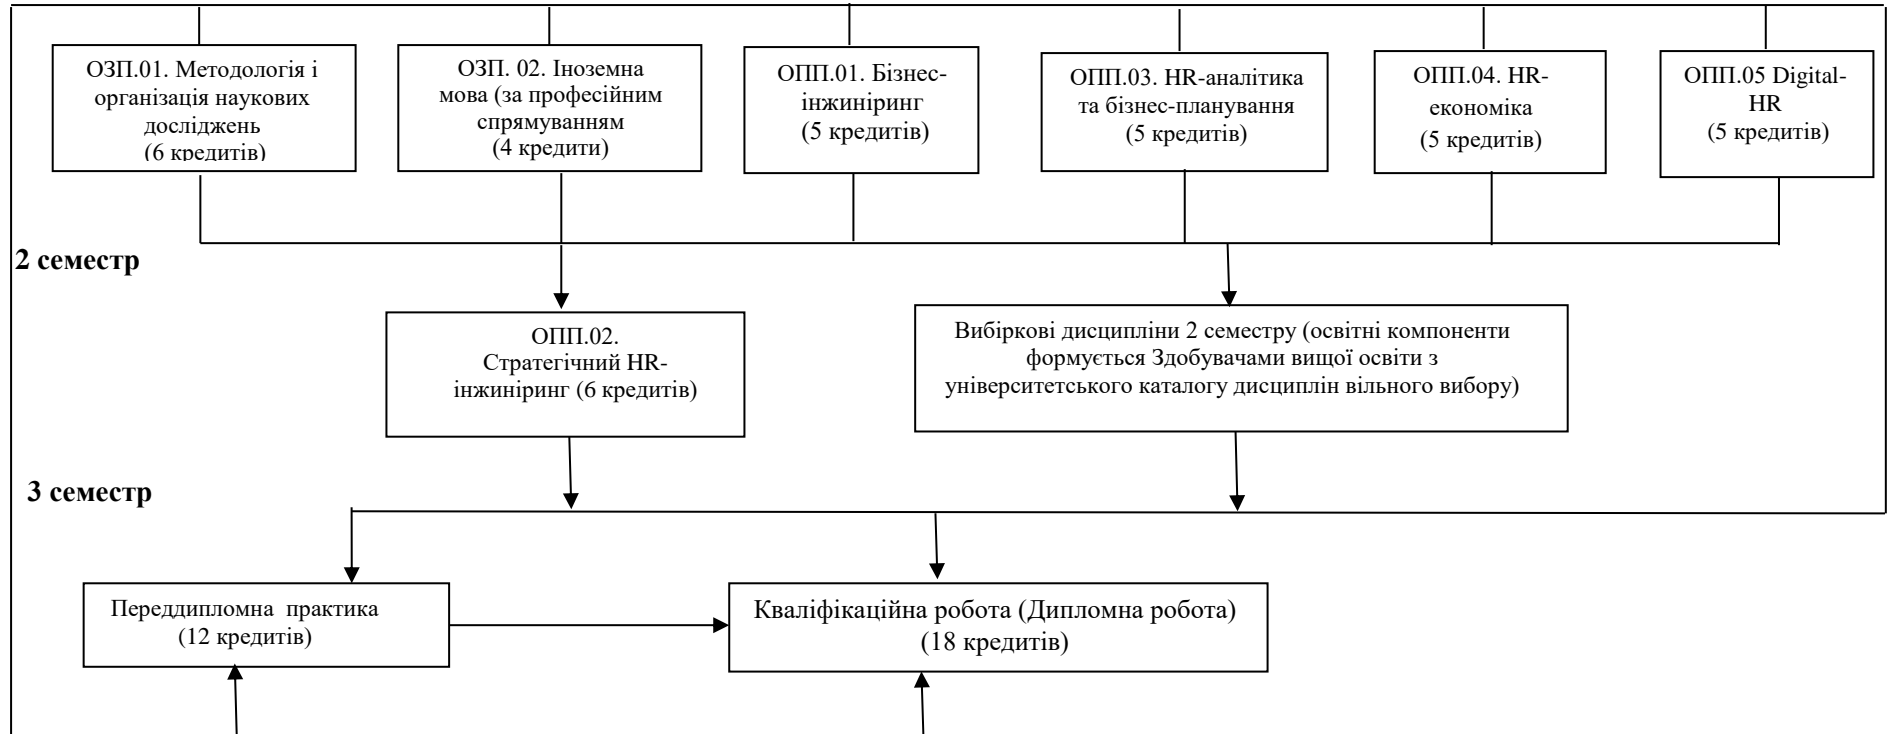 ОЗП.01. Методологія і
організація наукових
досліджень
(6 кредитів)
ОЗП. 02. Іноземна
мова (за професійним
спрямуванням
(4 кредити)
ОПП.01. Бізнес-
інжиніринг
(5 кредитів)
ОПП.03. HR-аналітика
та бізнес-планування
(5 кредитів)
ОПП.04. HR-
економіка
(5 кредитів)
ОПП.05 Digital-
HR
(5 кредитів)
2 семестр
ОПП.02.
Стратегічний HR-
інжиніринг (6 кредитів)
Вибіркові дисципліни 2 семестру (освітні компоненти
формується Здобувачами вищої освіти з
університетського каталогу дисциплін вільного вибору)
3 семестр
Переддипломна практика
(12 кредитів)
Кваліфікаційна робота (Дипломна робота)
(18 кредитів)